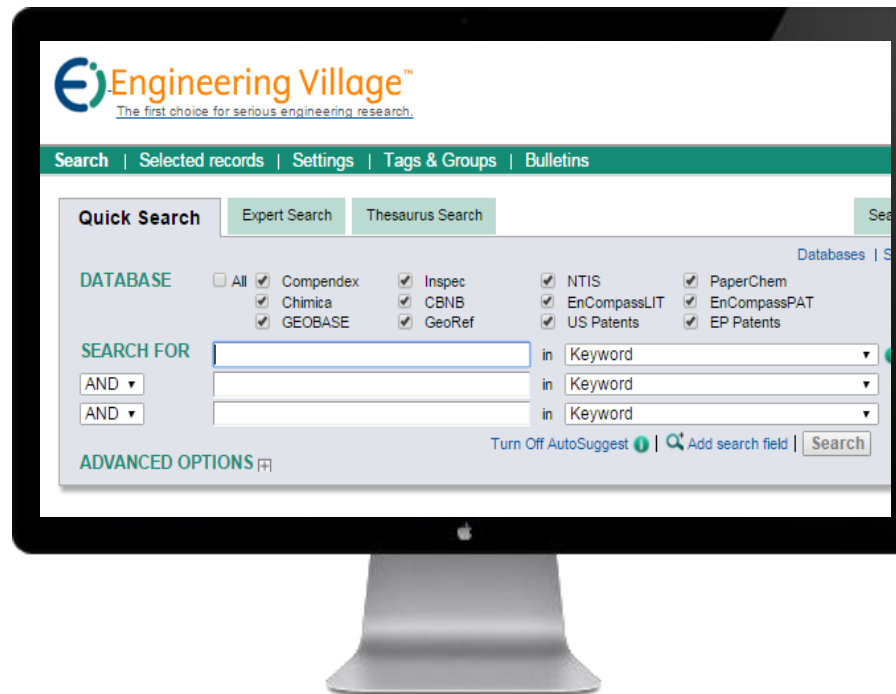 Engineering Village™
The first choice for serious engineering research.
Search | Selected records | Settings | Tags & Groups | Bulletins
Quick Search Expert Search Thesaurus Search
Databases |
DATABASE All Compendex Inspec NTIS PaperChem
Chimica CBNB EnCompassLIT EnCompassPAT
GEOBASE GeoRef US Patents EP Patents
SEARCH FOR in Keyword
AND in Keyword
AND in Keyword
Turn Off AutoSuggest | Add search field | Search
ADVANCED OPTIONS